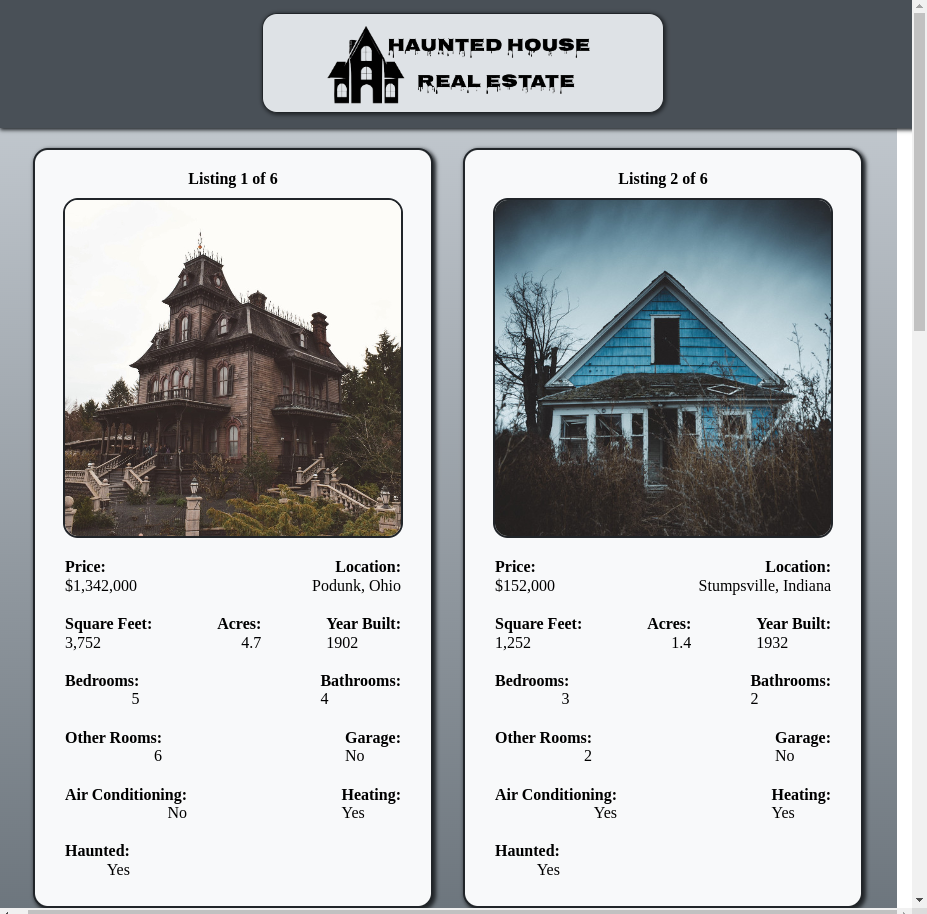 HAUNTED HOUSE
REAL ESTATE
Listing 1 of 6
Price:
$1,342,000
Location:
Podunk, Ohio
Square Feet:
3,752
Acres:
4.7
Year Built:
1902
Bedrooms:
5
Bathrooms:
4
Other Rooms:
6
Garage:
No
Air Conditioning:
No
Heating:
Yes
Haunted:
Yes
Listing 2 of 6
Price:
$152,000
Location:
Stumpsville, Indiana
Square Feet:
1,252
Acres:
1.4
Year Built:
1932
Bedrooms:
3
Bathrooms:
2
Other Rooms:
2
Garage:
No
Air Conditioning:
Yes
Heating:
Yes
Haunted:
Yes